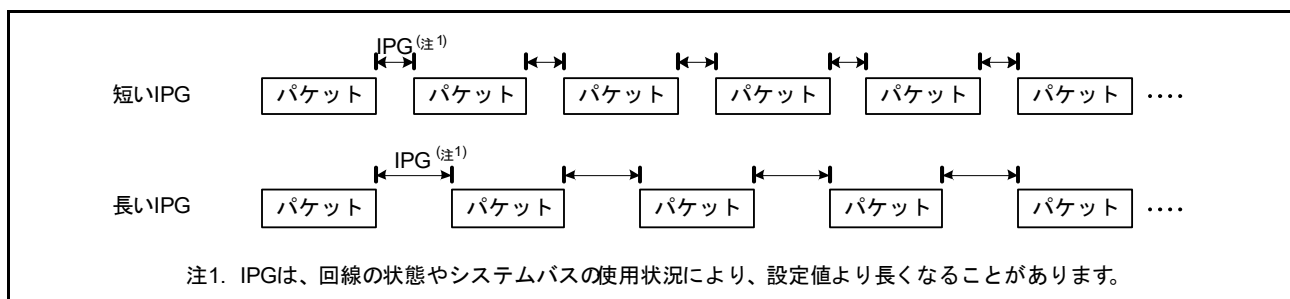 IPG(注1)
短いIPG パケット パケット パケット パケット パケット パケット ‥‥
IPG(注1)
長いIPG パケット パケット パケット パケット パケット ‥‥
注1. IPGは、回線の状態やシステムバスの使用状況により、設定値より長くなることがあります。